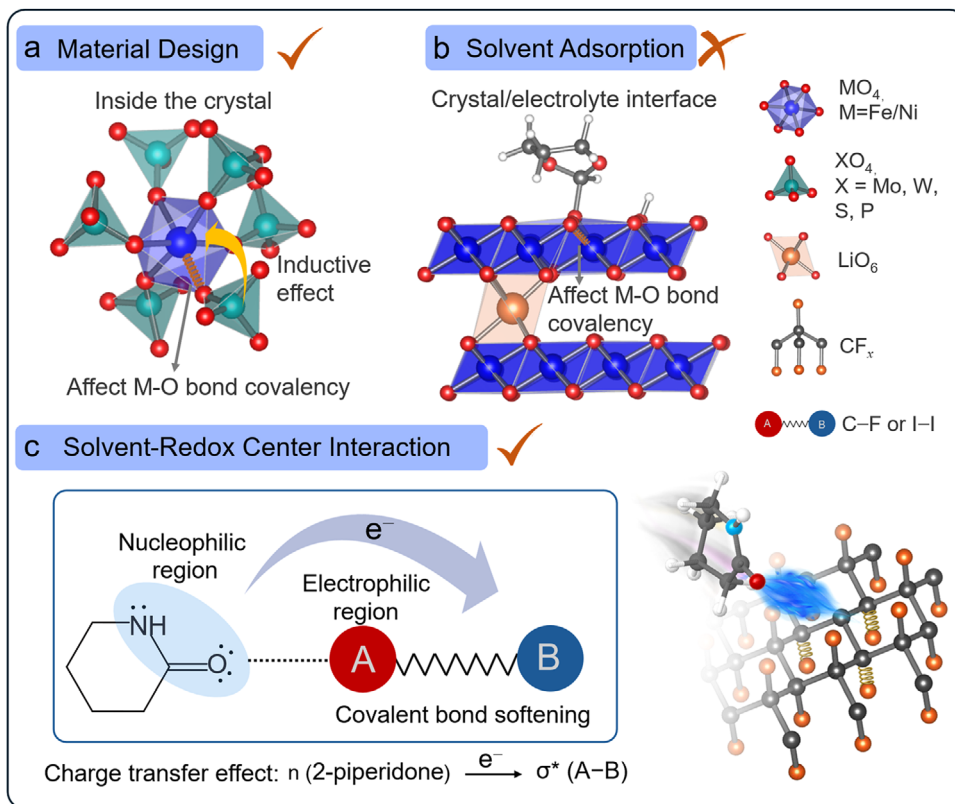 a Material Design
Inside the crystal
Inductive
effect
Affect M-O bond covalency
b Solvent Adsorption
Crystal/electrolyte interface
Affect M-O bond
covalency
MO₄,
M=Fe/Ni
XO₄,
X = Mo, W,
S, P
LiO₆
CFₓ
A B C–F or I–I
c Solvent-Redox Center Interaction
Nucleophilic
region
e⁻
Electrophilic
region
NH
O
A B
Covalent bond softening
Charge transfer effect: n (2-piperidone) e⁻ → σ* (A–B)